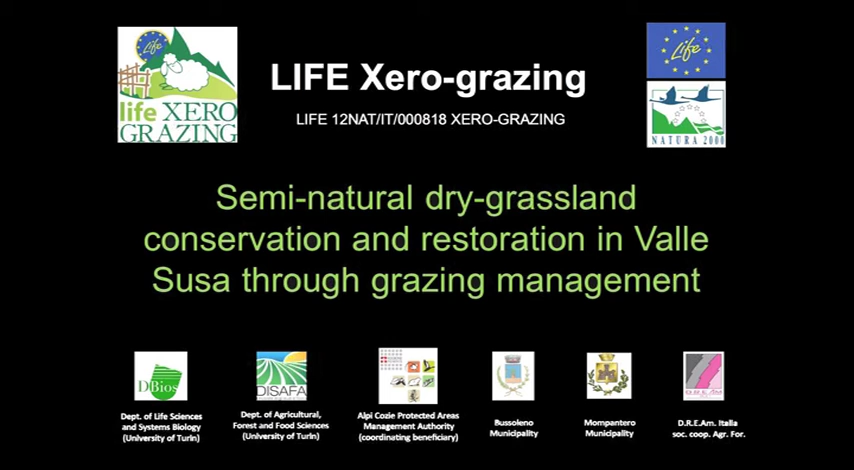 LIFE Xero-grazing
LIFE 12NAT/IT/000818 XERO-GRAZING
Life
life XERO
GRAZING
Life
NATURA 2000
Semi-natural dry-grassland
conservation and restoration in Valle
Susa through grazing management
DBios
DISAFA
Dept. of Life Sciences
and Systems Biology
(University of Turin)
Dept. of Agricultural,
Forest and Food Sciences
(University of Turin)
Alpi Cozie Protected Areas
Management Authority
(coordinating beneficiary)
Bussoleno
Municipality
Mompantero
Municipality
D.R.E.Am. Italia
soc. coop. Agr. For.